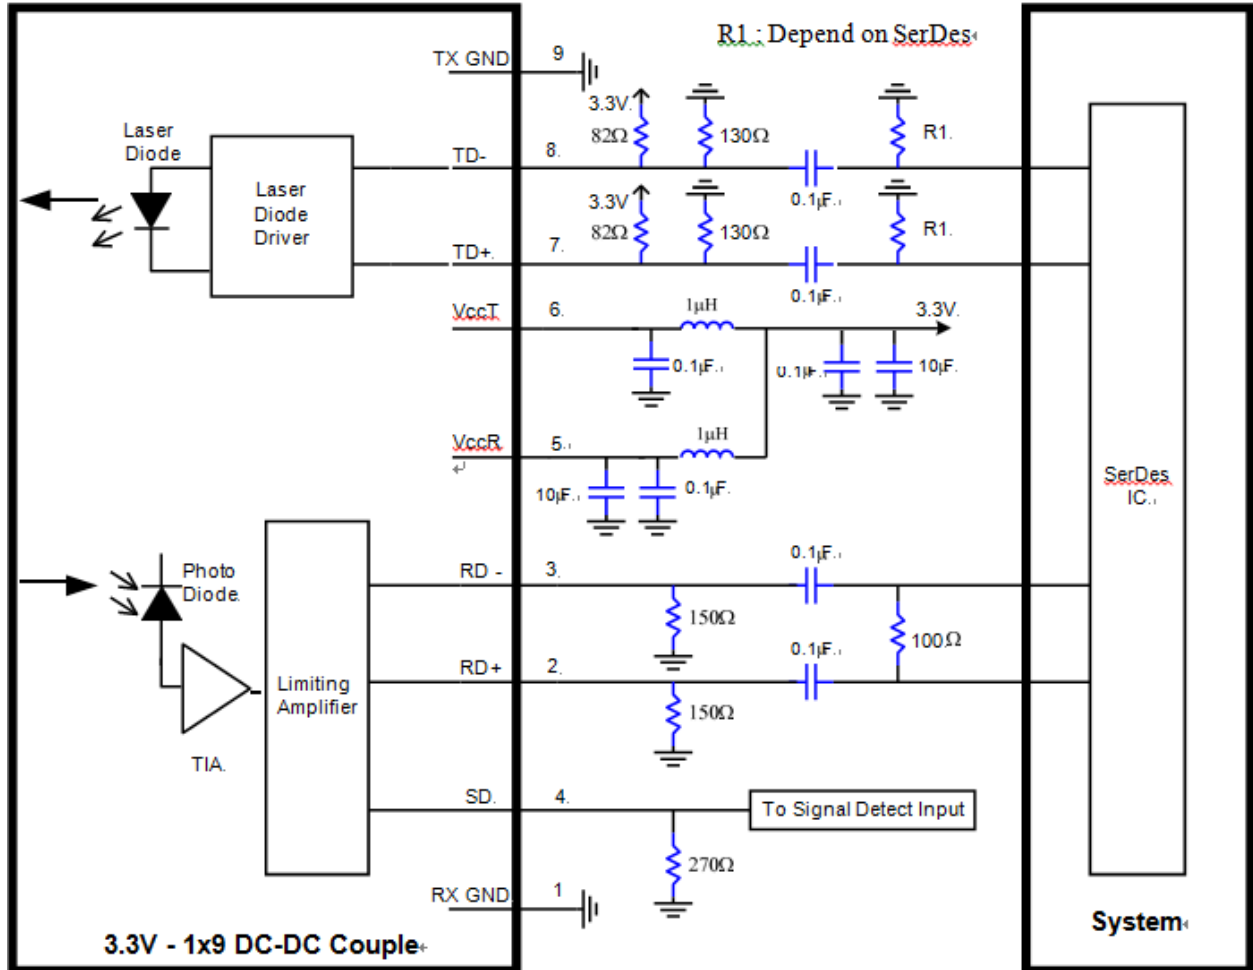 R1 : Depend on SerDes
TX GND 9
3.3V.
82Ω
130Ω
R1.
Laser
Diode
TD- 8.
0.1µF.
Laser
Diode
Driver
3.3V
82Ω
130Ω
R1.
TD+. 7.
0.1µF.
VccT 6.
1µH
3.3V.
0.1µF.
0.1µF.
10µF.
VccR 5.
1µH
10µF.
0.1µF.
SerDes
IC.
0.1µF.
Photo
Diode.
RD - 3.
150Ω
100Ω
0.1µF.
RD+ 2.
Limiting
Amplifier
150Ω
TIA.
SD. 4.
To Signal Detect Input
270Ω
RX GND 1
System
3.3V - 1x9 DC-DC Couple